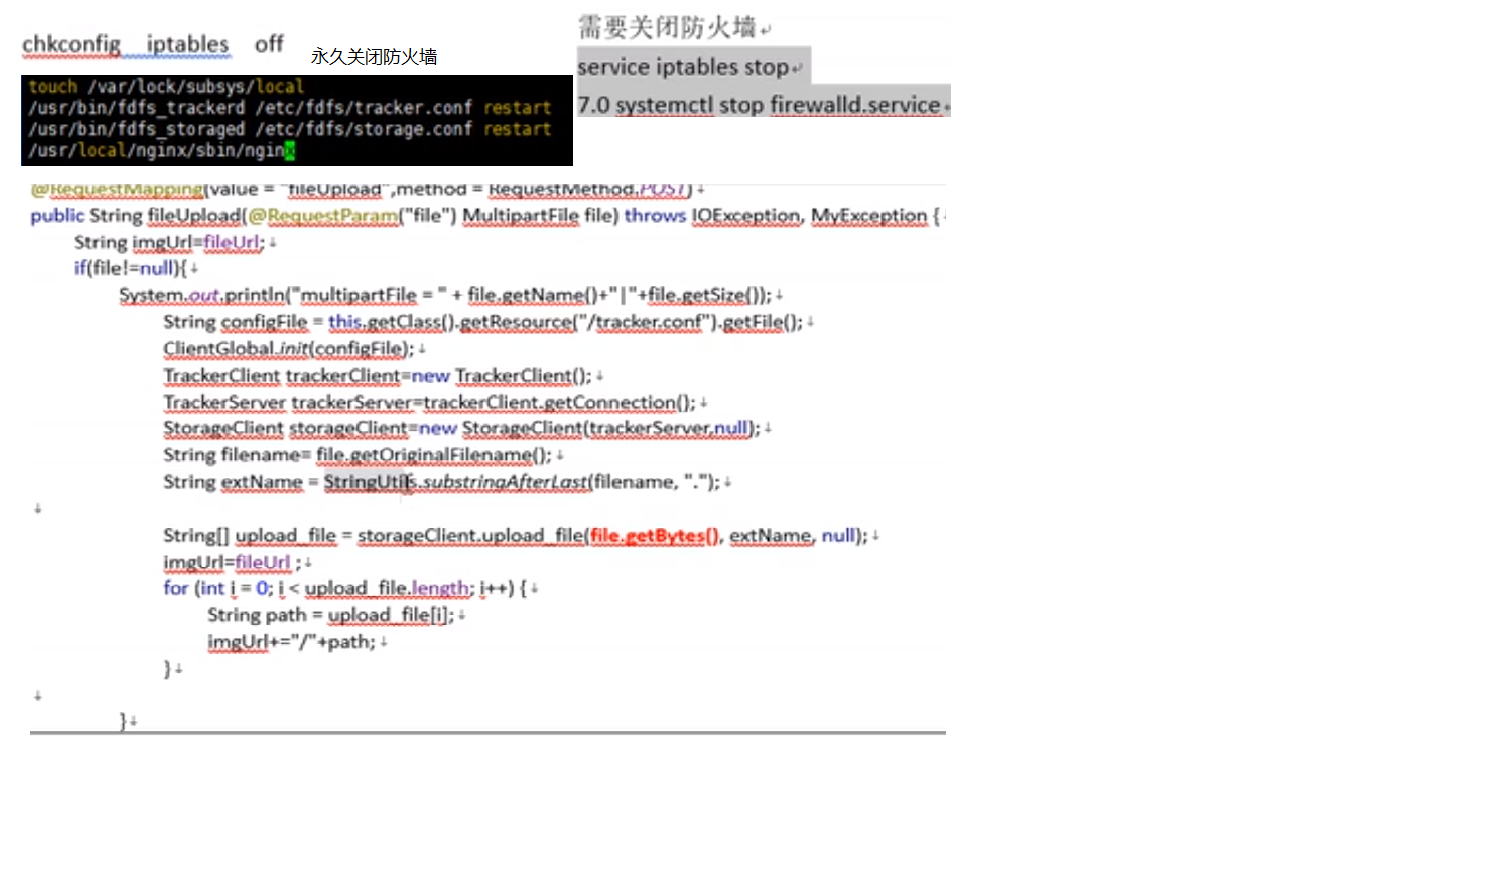 chkconfig iptables off
永久关闭防火墙
需要关闭防火墙
service iptables stop
7.0 systemctl stop firewalld.service
touch /var/lock/subsys/local
/usr/bin/fdfs_trackerd /etc/fdfs/tracker.conf restart
/usr/bin/fdfs_storaged /etc/fdfs/storage.conf restart
/usr/local/nginx/sbin/nginx
@RequestMapping(value = "fileUpload",method = RequestMethod.POST)
public String fileUpload(@RequestParam("file") MultipartFile file) throws IOException, MyException {
String imgUrl=fileUrl;
if(file!=null){
System.out.println("multipartFile = " + file.getName()+"|"+file.getSize());
String configFile = this.getClass().getResource("/tracker.conf").getFile();
ClientGlobal.init(configFile);
TrackerClient trackerClient=new TrackerClient();
TrackerServer trackerServer=trackerClient.getConnection();
StorageClient storageClient=new StorageClient(trackerServer,null);
String filename= file.getOriginalFilename();
String extName = StringUtils.substringAfterLast(filename, ".");
String[] upload_file = storageClient.upload_file(file.getBytes(), extName, null);
imgUrl=fileUrl ;
for (int i = 0; i < upload_file.length; i++) {
String path = upload_file[i];
imgUrl+="/"+path;
}
}